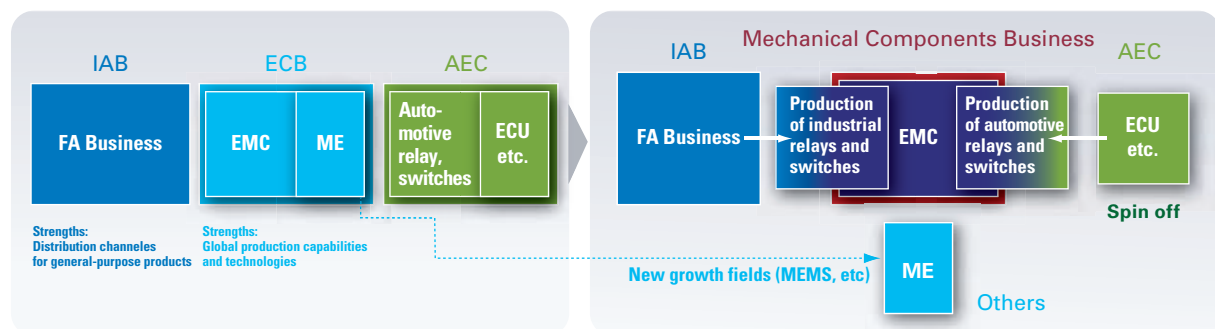 IAB
ECB
AEC
FA Business
EMC
ME
Auto-
motive
relay,
switches
ECU
etc.
Strengths:
Distribution channeles
for general-purpose products
Strengths:
Global production capabilities
and technologies
Mechanical Components Business
IAB
AEC
FA Business
Production
of industrial
relays and
switches
EMC
Production
of automotive
relays and
switches
ECU
etc.
Spin off
New growth fields (MEMS, etc)
ME
Others